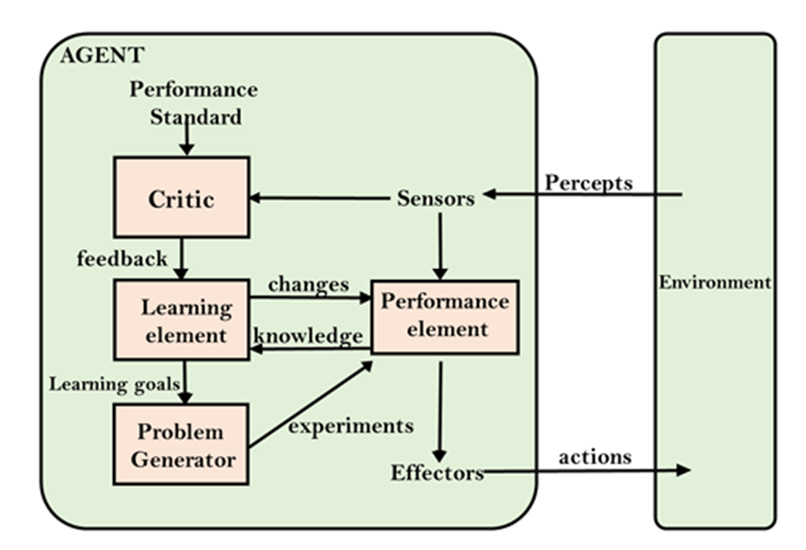 AGENT
Performance
Standard
Critic
Sensors
Percepts
feedback
changes
Environment
Learning
element
Performance
element
knowledge
Learning goals
experiments
Problem
Generator
actions
Effectors